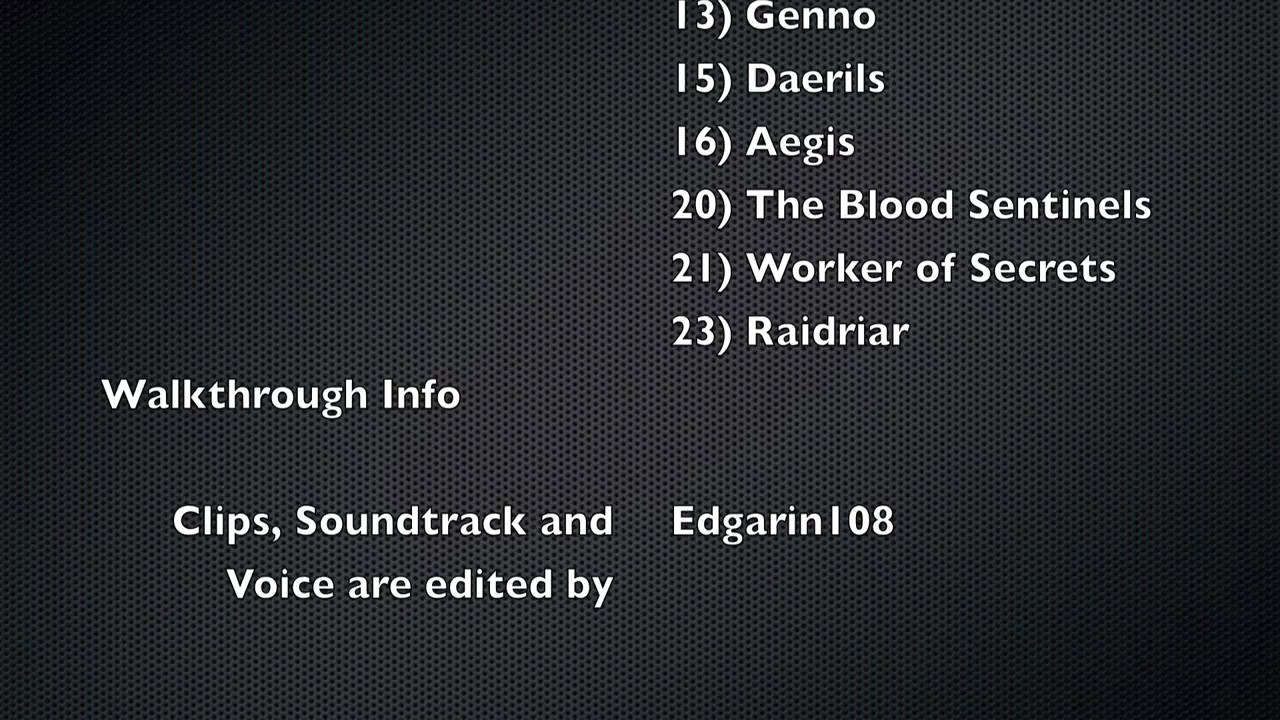 13) Genno
15) Daerils
16) Aegis
20) The Blood Sentinels
21) Worker of Secrets
23) Raidriar
Walkthrough Info
Clips, Soundtrack and Edgarin108
Voice are edited by